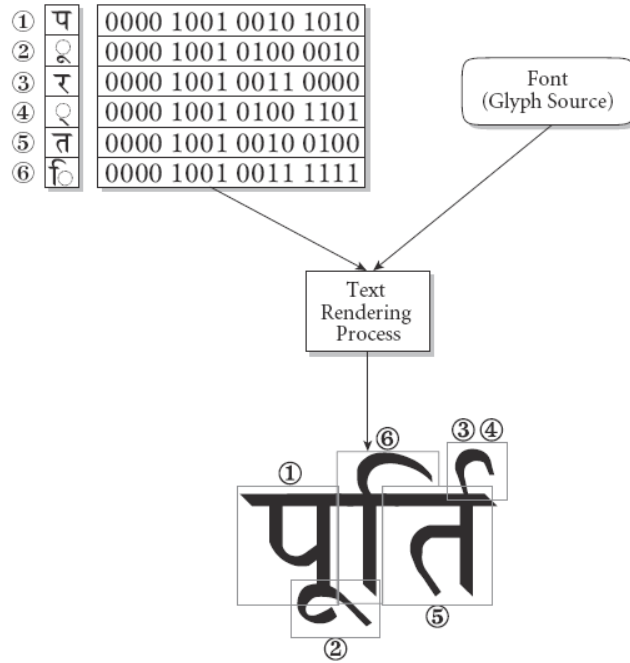 ① प 0000 1001 0010 1010
② ू 0000 1001 0100 0010
③ र 0000 1001 0011 0000
④ ् 0000 1001 0100 1101
⑤ त 0000 1001 0010 0100
⑥ ि 0000 1001 0011 1111
Font
(Glyph Source)
Text
Rendering
Process
⑥ ③ ④
①
पूर्ति
⑤
②